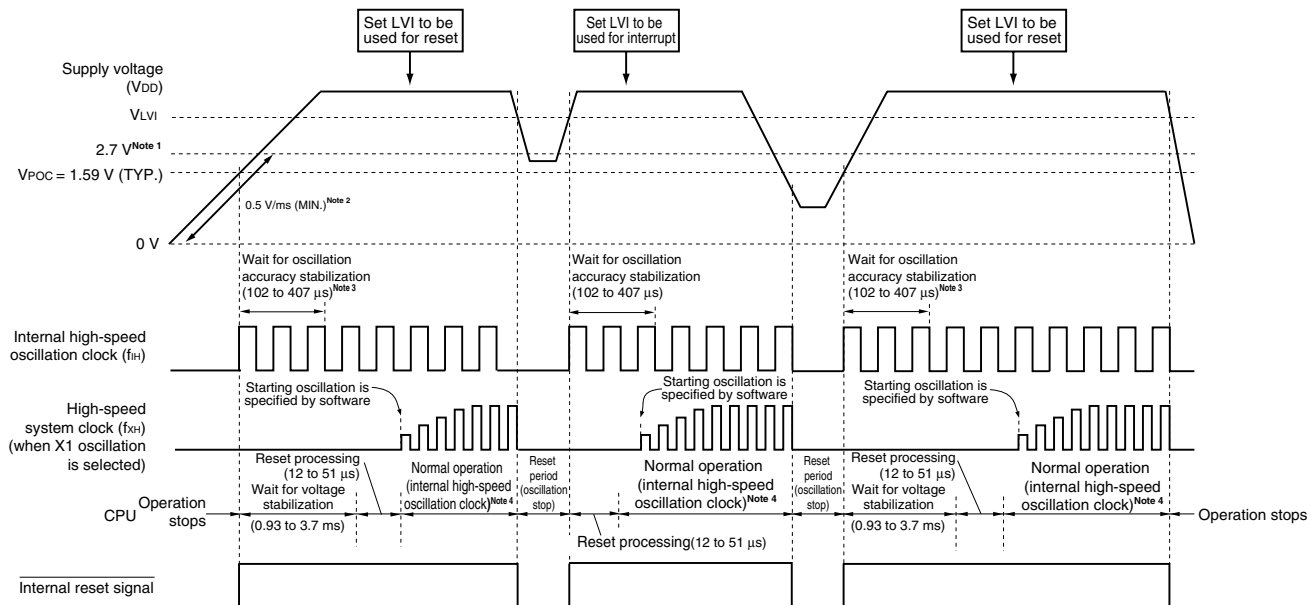 Set LVI to be
used for reset
Set LVI to be
used for interrupt
Set LVI to be
used for reset
Supply voltage
(VDD)
VLVI
2.7 V Note 1
VPOC = 1.59 V (TYP.)
0.5 V/ms (MIN.) Note 2
0 V
Wait for oscillation
accuracy stabilization
(102 to 407 μs) Note 3
Wait for oscillation
accuracy stabilization
(102 to 407 μs)
Wait for oscillation
accuracy stabilization
(102 to 407 μs) Note 3
Internal high-speed
oscillation clock (fIH)
Starting oscillation is
specified by software
Starting oscillation is
specified by software
Starting oscillation is
specified by software
High-speed
system clock (fXH)
(when X1 oscillation
is selected)
Reset processing
(12 to 51 μs)
Wait for voltage
stabilization
(0.93 to 3.7 ms)
Normal operation
(internal high-speed
oscillation clock) Note 4
Reset
period
(oscillation
stop)
Normal operation
(internal high-speed
oscillation clock) Note 4
Reset processing(12 to 51 μs)
Reset
period
(oscillation
stop)
Reset processing
(12 to 51 μs)
Wait for voltage
stabilization
(0.93 to 3.7 ms)
Normal operation
(internal high-speed
oscillation clock) Note 4
CPU
Operation
stops
Operation stops
Internal reset signal